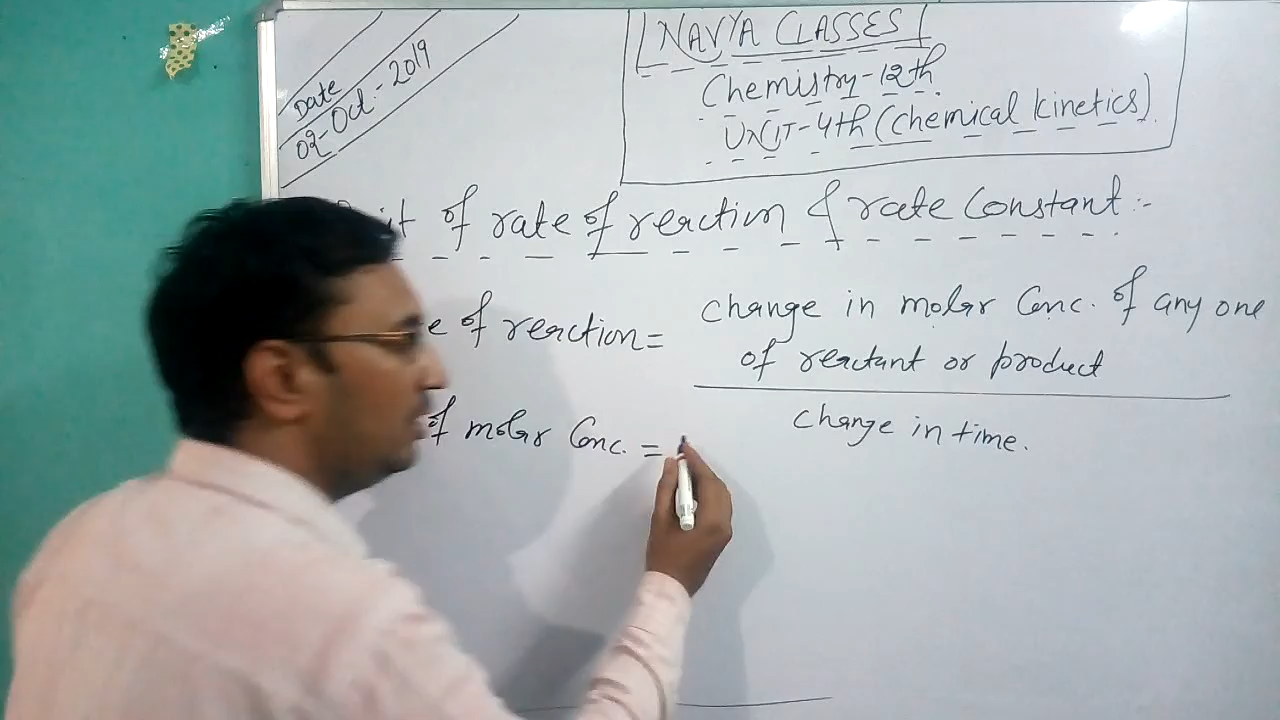 Date
02-Oct.-2019
NAVYA CLASSES
Chemistry-12th.
UNIT-4th (Chemical kinetics).
of rate of reaction & rate Constant :-
of reaction =
change in molar Conc. of any one
of reactant or product
change in time.
of molar Conc. =